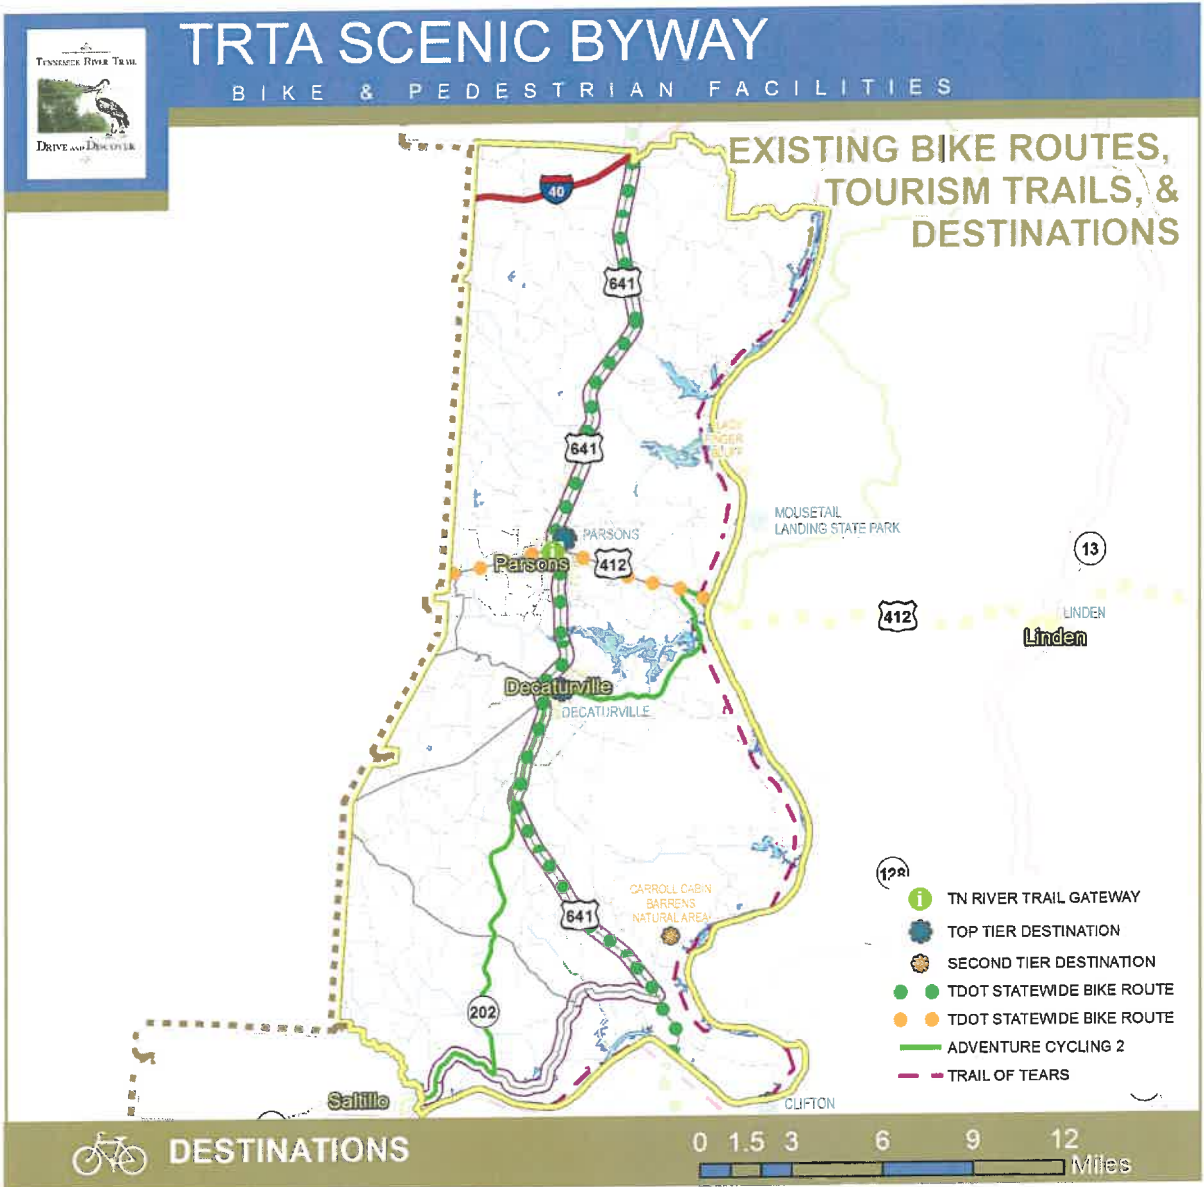 TENNESSEE RIVER TRAIL
DRIVE AND DISCOVER
TRTA SCENIC BYWAY
BIKE & PEDESTRIAN FACILITIES
EXISTING BIKE ROUTES,
TOURISM TRAILS, &
DESTINATIONS
40
641
641
LADY
FINGER
BLUFF
MOUSETAIL
LANDING STATE PARK
PARSONS
Parsons
412
13
412
LINDEN
Linden
Decaturville
DECATURVILLE
CARROLL CABIN
BARRENS
NATURAL AREA
641
202
128
Saltillo
CLIFTON
TN RIVER TRAIL GATEWAY
TOP TIER DESTINATION
SECOND TIER DESTINATION
TDOT STATEWIDE BIKE ROUTE
TDOT STATEWIDE BIKE ROUTE
ADVENTURE CYCLING 2
TRAIL OF TEARS
DESTINATIONS
0 1.5 3 6 9 12
Miles